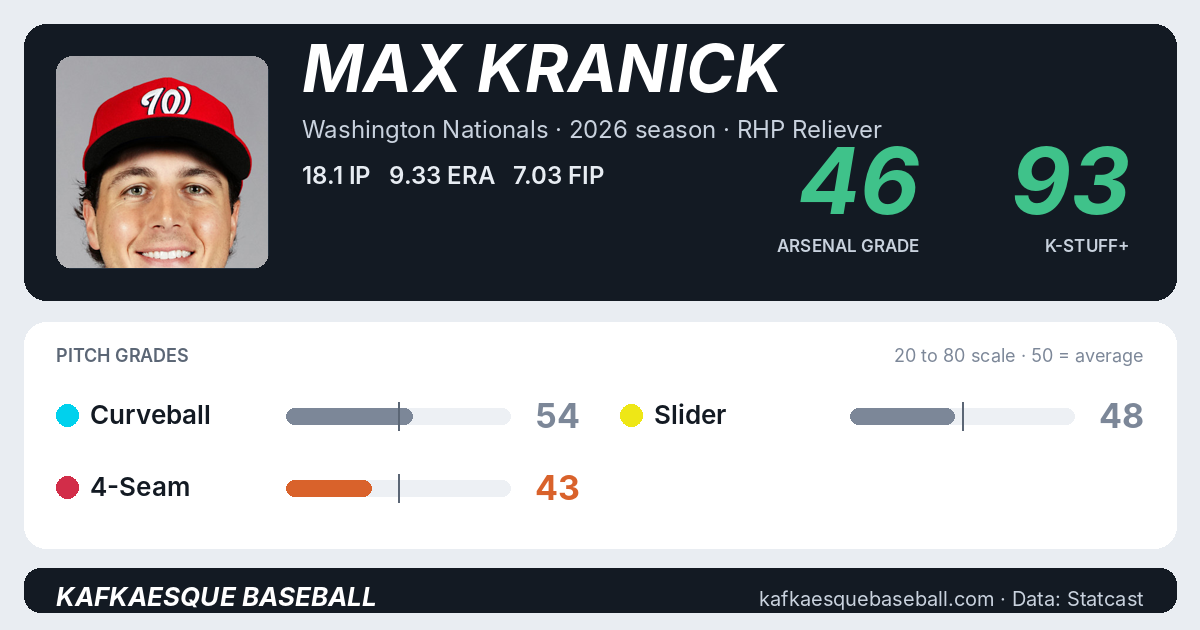 MAX KRANICK
Washington Nationals · 2026 season · RHP Reliever
18.1 IP 9.33 ERA 7.03 FIP
46 93
ARSENAL GRADE K-STUFF+
PITCH GRADES 20 to 80 scale · 50 = average
Curveball 54 Slider 48
4-Seam 43
KAFKAESQUE BASEBALL kafkaesquebaseball.com · Data: Statcast